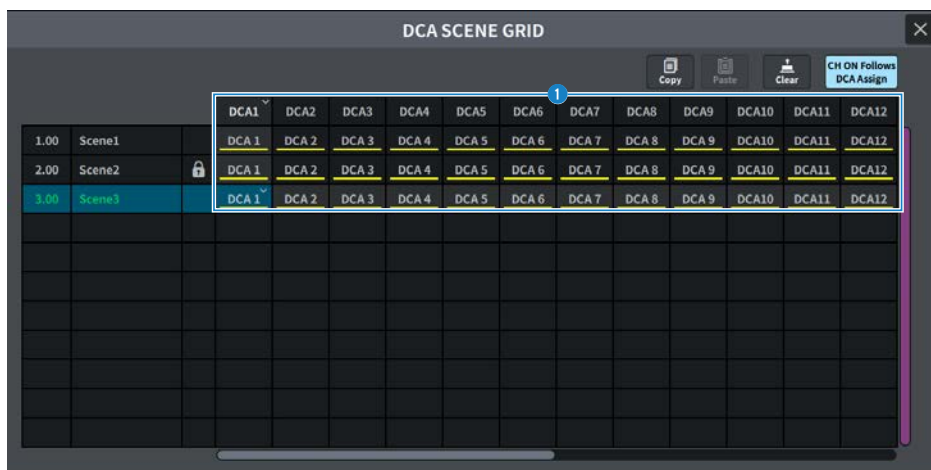 DCA SCENE GRID
Copy Paste Clear CH ON Follows DCA Assign
1
DCA1 DCA2 DCA3 DCA4 DCA5 DCA6 DCA7 DCA8 DCA9 DCA10 DCA11 DCA12
1.00 Scene1 DCA 1 DCA 2 DCA 3 DCA 4 DCA 5 DCA 6 DCA 7 DCA 8 DCA 9 DCA10 DCA11 DCA12
2.00 Scene2 DCA 1 DCA 2 DCA 3 DCA 4 DCA 5 DCA 6 DCA 7 DCA 8 DCA 9 DCA10 DCA11 DCA12
3.00 Scene3 DCA 1 DCA 2 DCA 3 DCA 4 DCA 5 DCA 6 DCA 7 DCA 8 DCA 9 DCA10 DCA11 DCA12